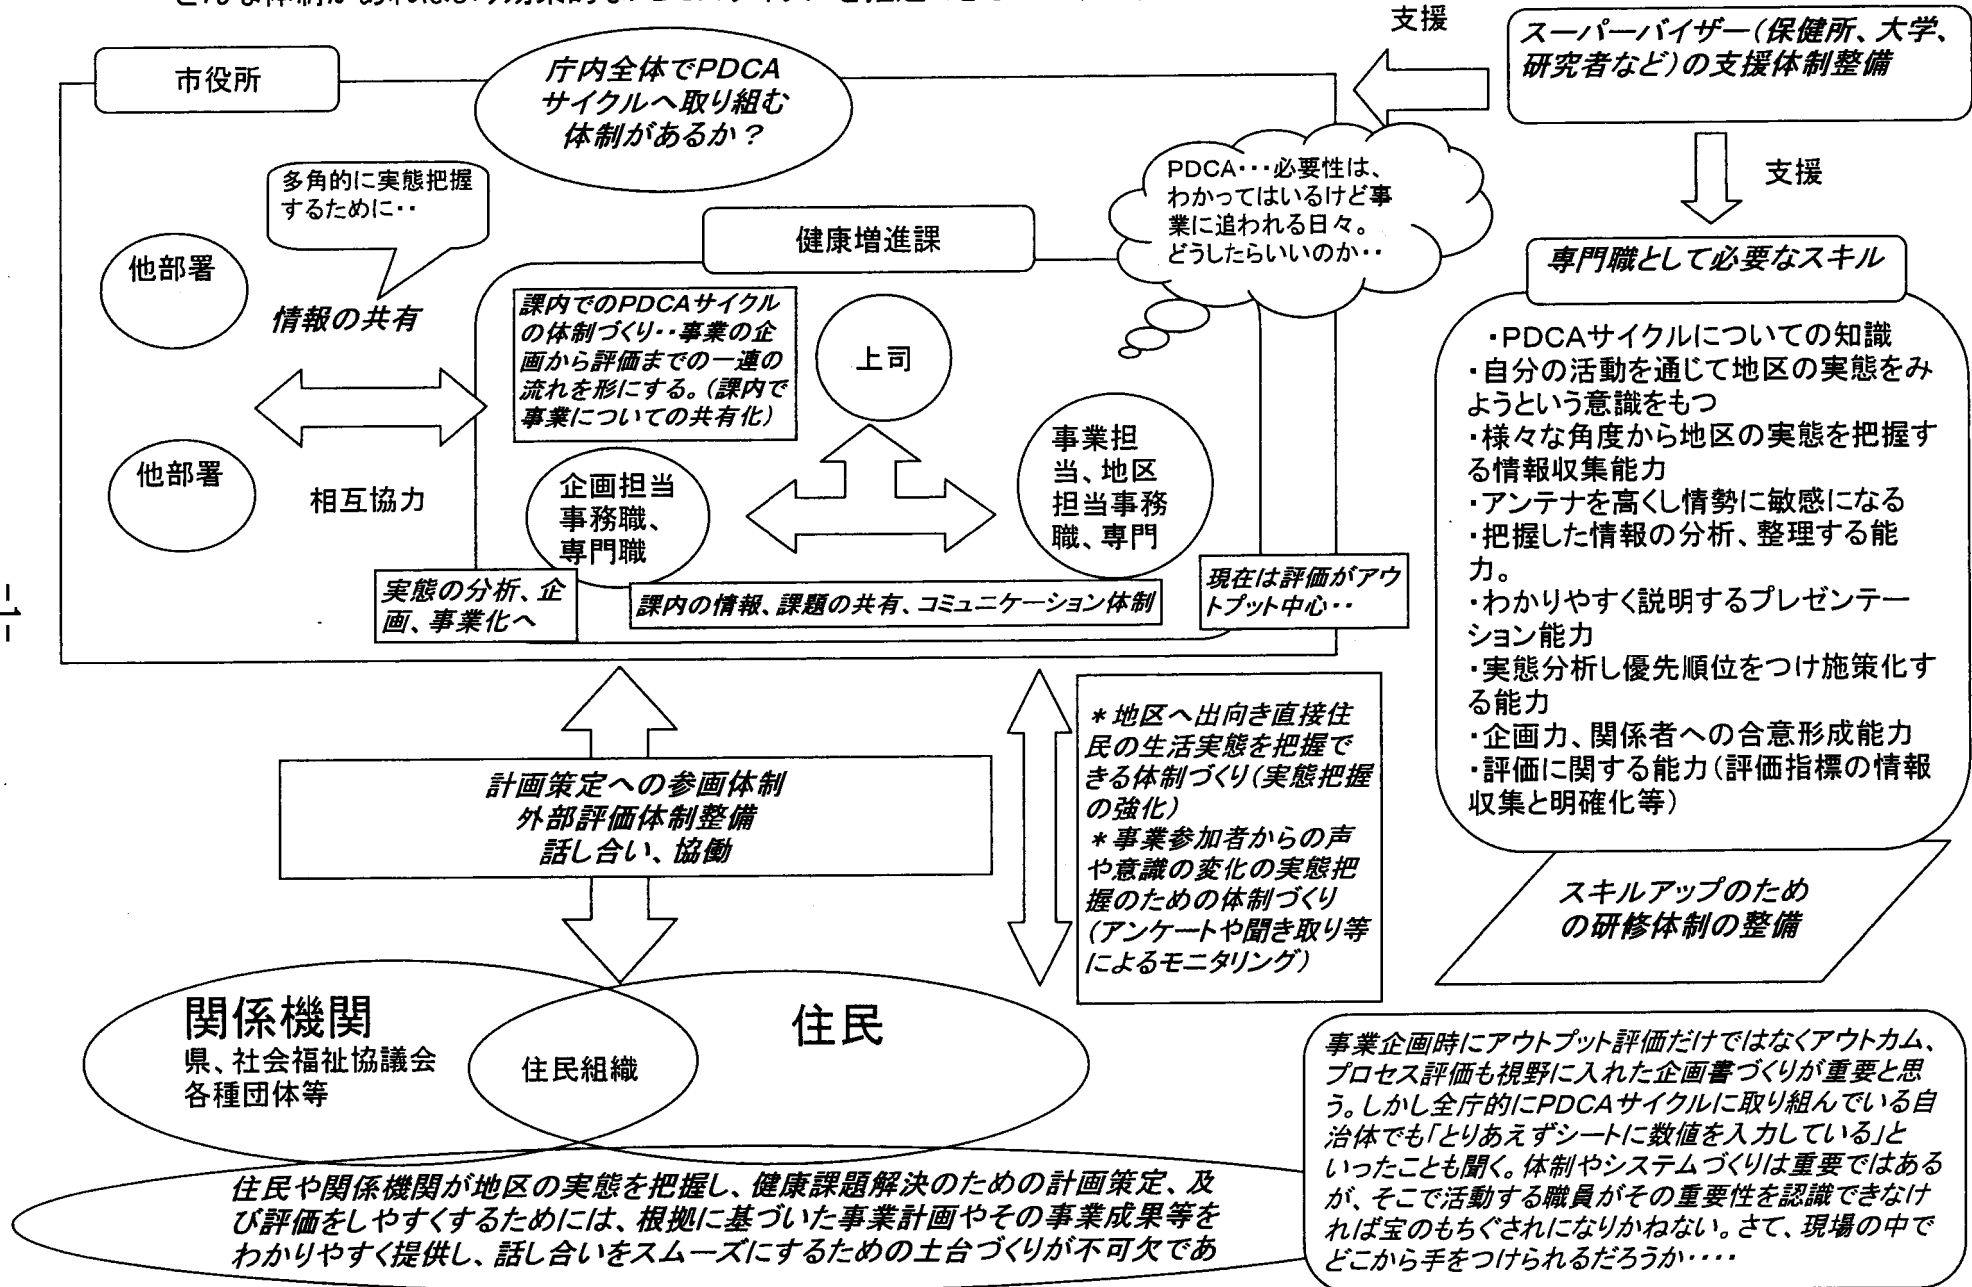 支援
スーパーバイザー(保健所、大学、
研究者など)の支援体制整備
市役所
庁内全体でPDCA
サイクルへ取り組む
体制があるか?
支援
多角的に実態把握
するために・・
PDCA・・・必要性は、
わかってはいるけど事
業に追われる日々。
どうしたらいいのか・・
健康増進課
他部署
情報の共有
課内でのPDCAサイクル
の体制づくり・・事業の企
画から評価までの一連の
流れを形にする。(課内で
事業についての共有化)
上司
専門職として必要なスキル
・PDCAサイクルについての知識
・自分の活動を通じて地区の実態をみ
ようという意識をもつ
・様々な角度から地区の実態を把握す
る情報収集能力
・アンテナを高くし情勢に敏感になる
・把握した情報の分析、整理する能
力。
・わかりやすく説明するプレゼンテー
ション能力
・実態分析し優先順位をつけ施策化す
る能力
・企画力、関係者への合意形成能力
・評価に関する能力(評価指標の情報
収集と明確化等)
他部署
相互協力
企画担当
事務職、
専門職
事業担
当、地区
担当事務
職、専門
実態の分析、企
画、事業化へ
課内の情報、課題の共有、コミュニケーション体制
現在は評価がアウ
トプット中心・・
-1-
計画策定への参画体制
外部評価体制整備
話し合い、協働
*地区へ出向き直接住
民の生活実態を把握で
きる体制づくり(実態把握
の強化)
*事業参加者からの声
や意識の変化の実態把
握のための体制づくり
(アンケートや聞き取り等
によるモニタリング)
スキルアップのため
の研修体制の整備
関係機関
県、社会福祉協議会
各種団体等
住民組織
住民
事業企画時にアウトプット評価だけではなくアウトカム、
プロセス評価も視野に入れた企画書づくりが重要と思
う。しかし全庁的にPDCAサイクルに取り組んでいる自
治体でも「とりあえずシートに数値を入力している」と
いったことも聞く。体制やシステムづくりは重要ではある
が、そこで活動する職員がその重要性を認識できなけ
れば宝のもちぐされになりかねない。さて、現場の中で
どこから手をつけられるだろうか・・・・
住民や関係機関が地区の実態を把握し、健康課題解決のための計画策定、及
び評価をしやすくするためには、根拠に基づいた事業計画やその事業成果等を
わかりやすく提供し、話し合いをスムーズにするための土台づくりが不可欠であ